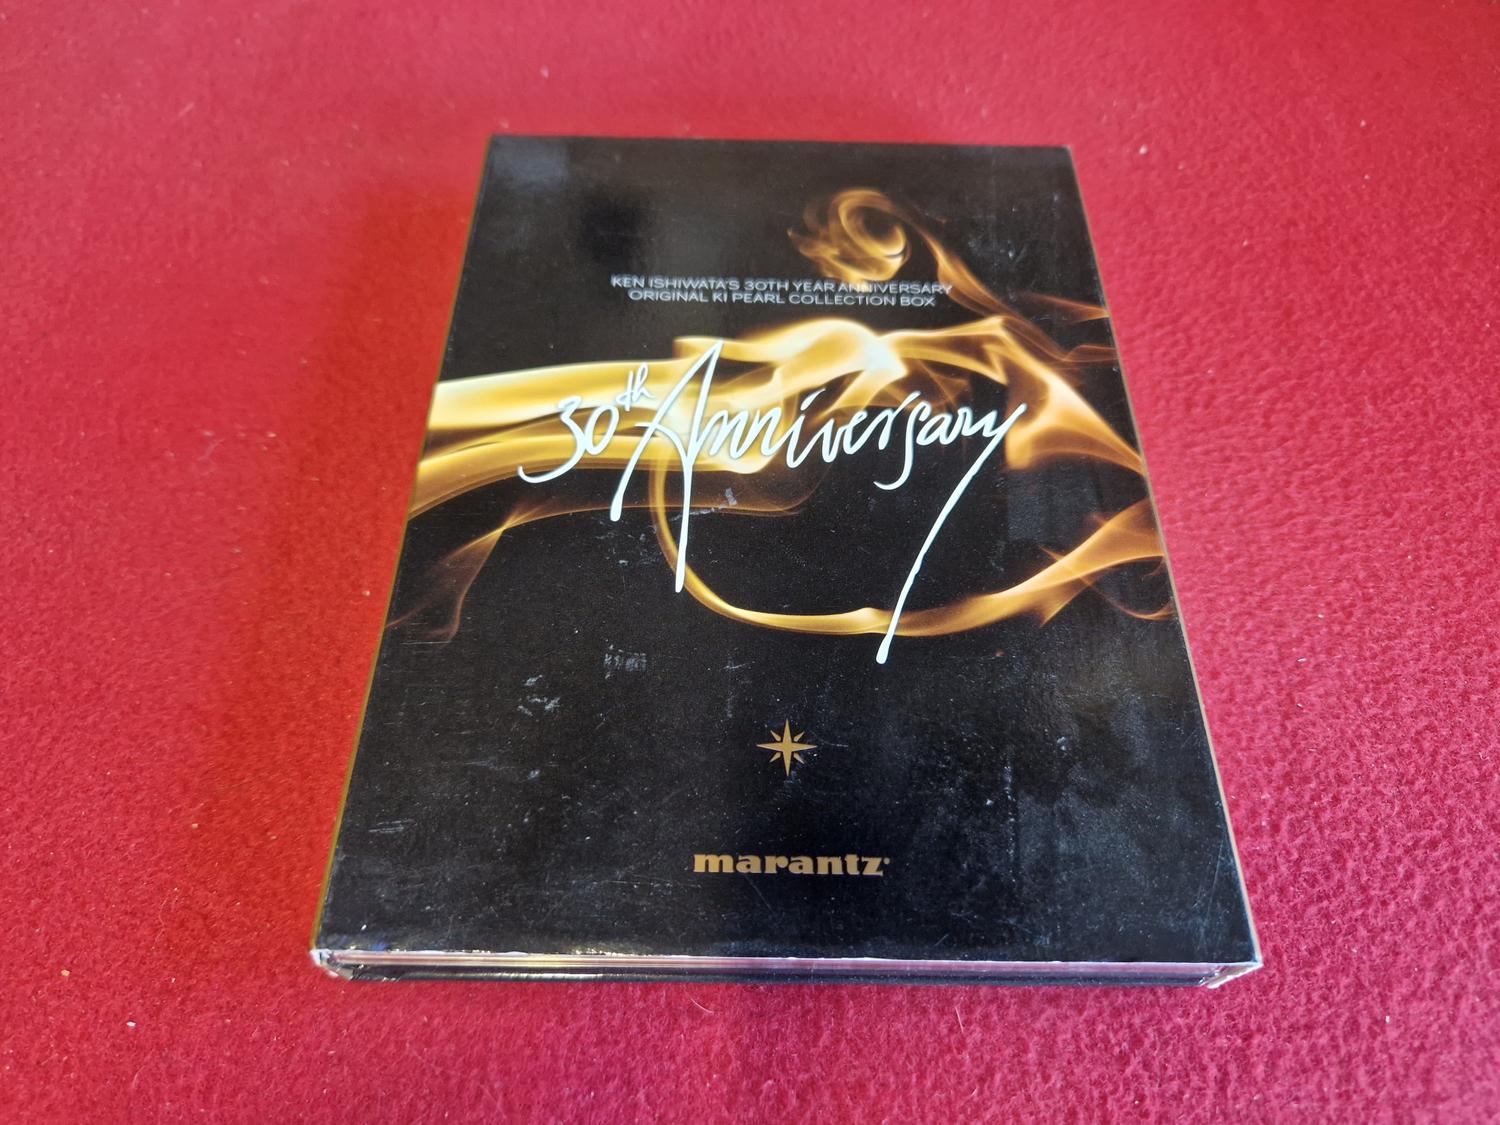 KEN ISHIWATA'S 30TH YEAR ANNIVERSARY
ORIGINAL KI PEARL COLLECTION BOX
30th Anniversary
marantz